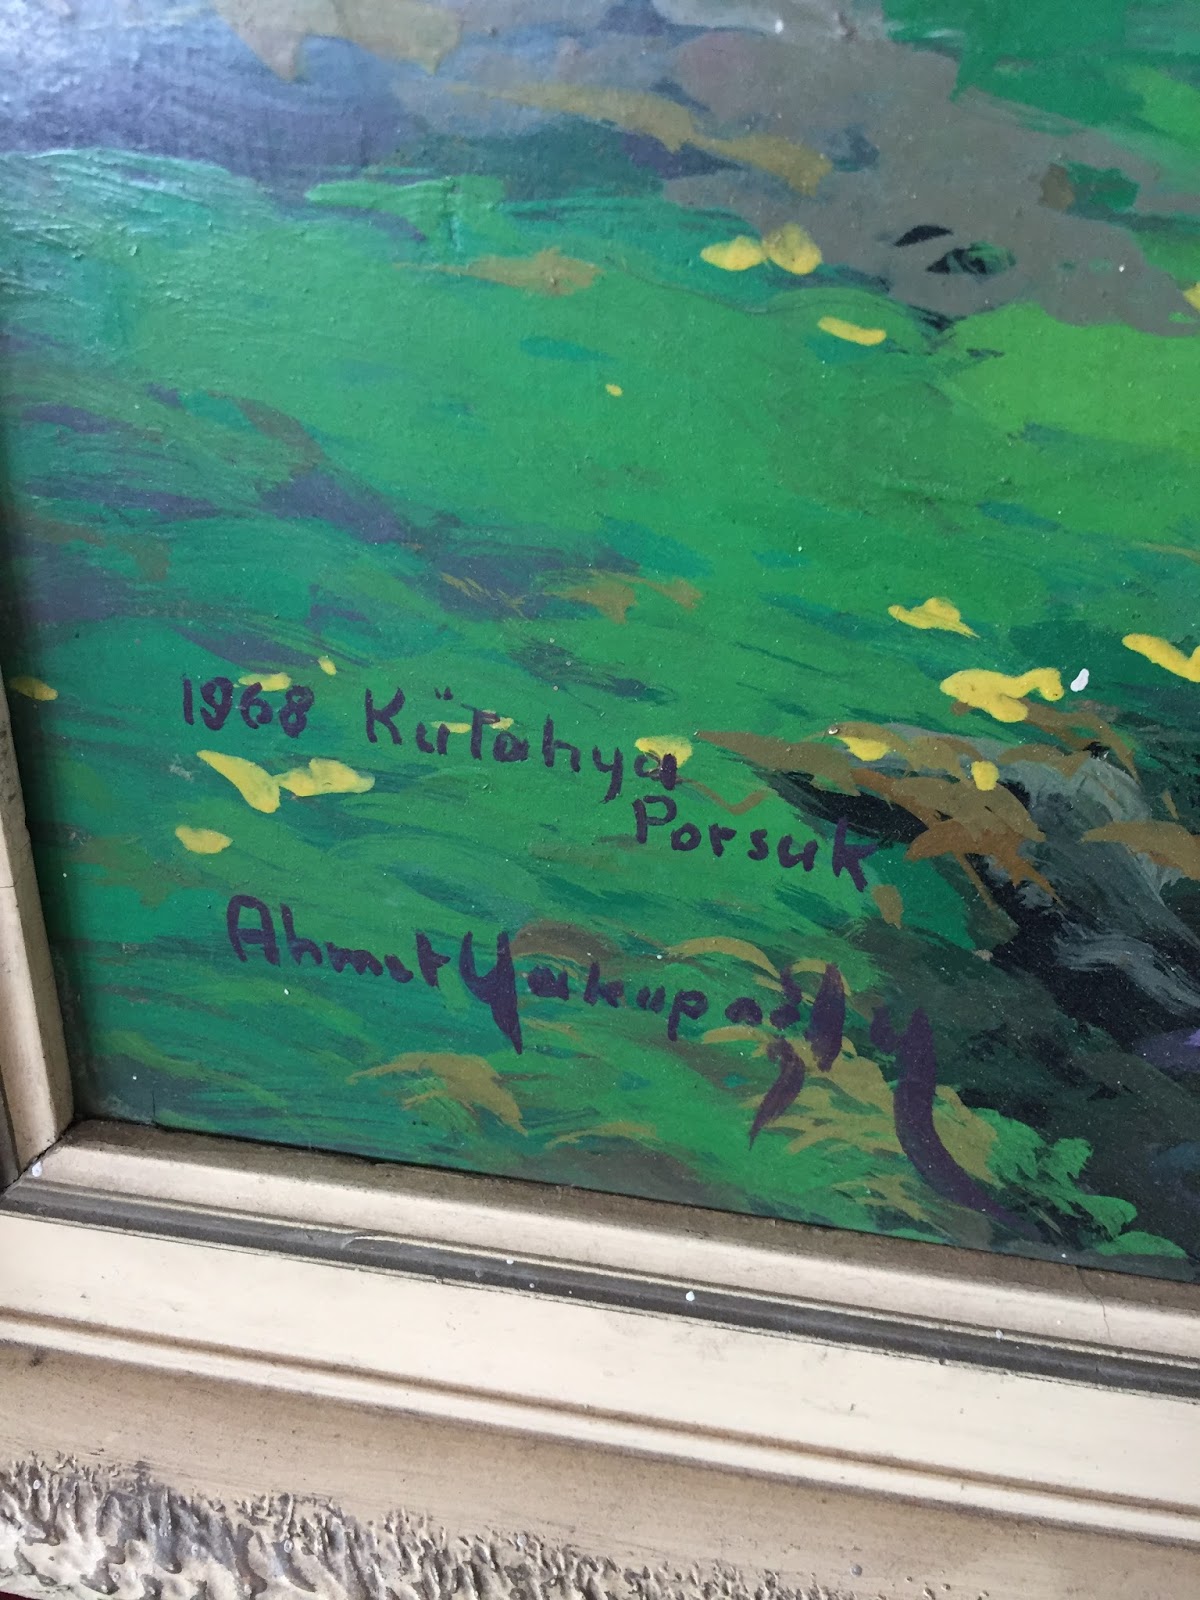 1968 Kütahya
Porsuk
Ahmet Yakupoğlu